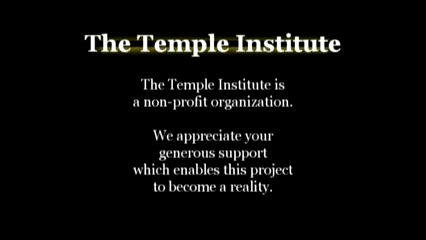 The Temple Institute
The Temple Institute is
a non-profit organization.
We appreciate your
generous support
which enables this project
to become a reality.